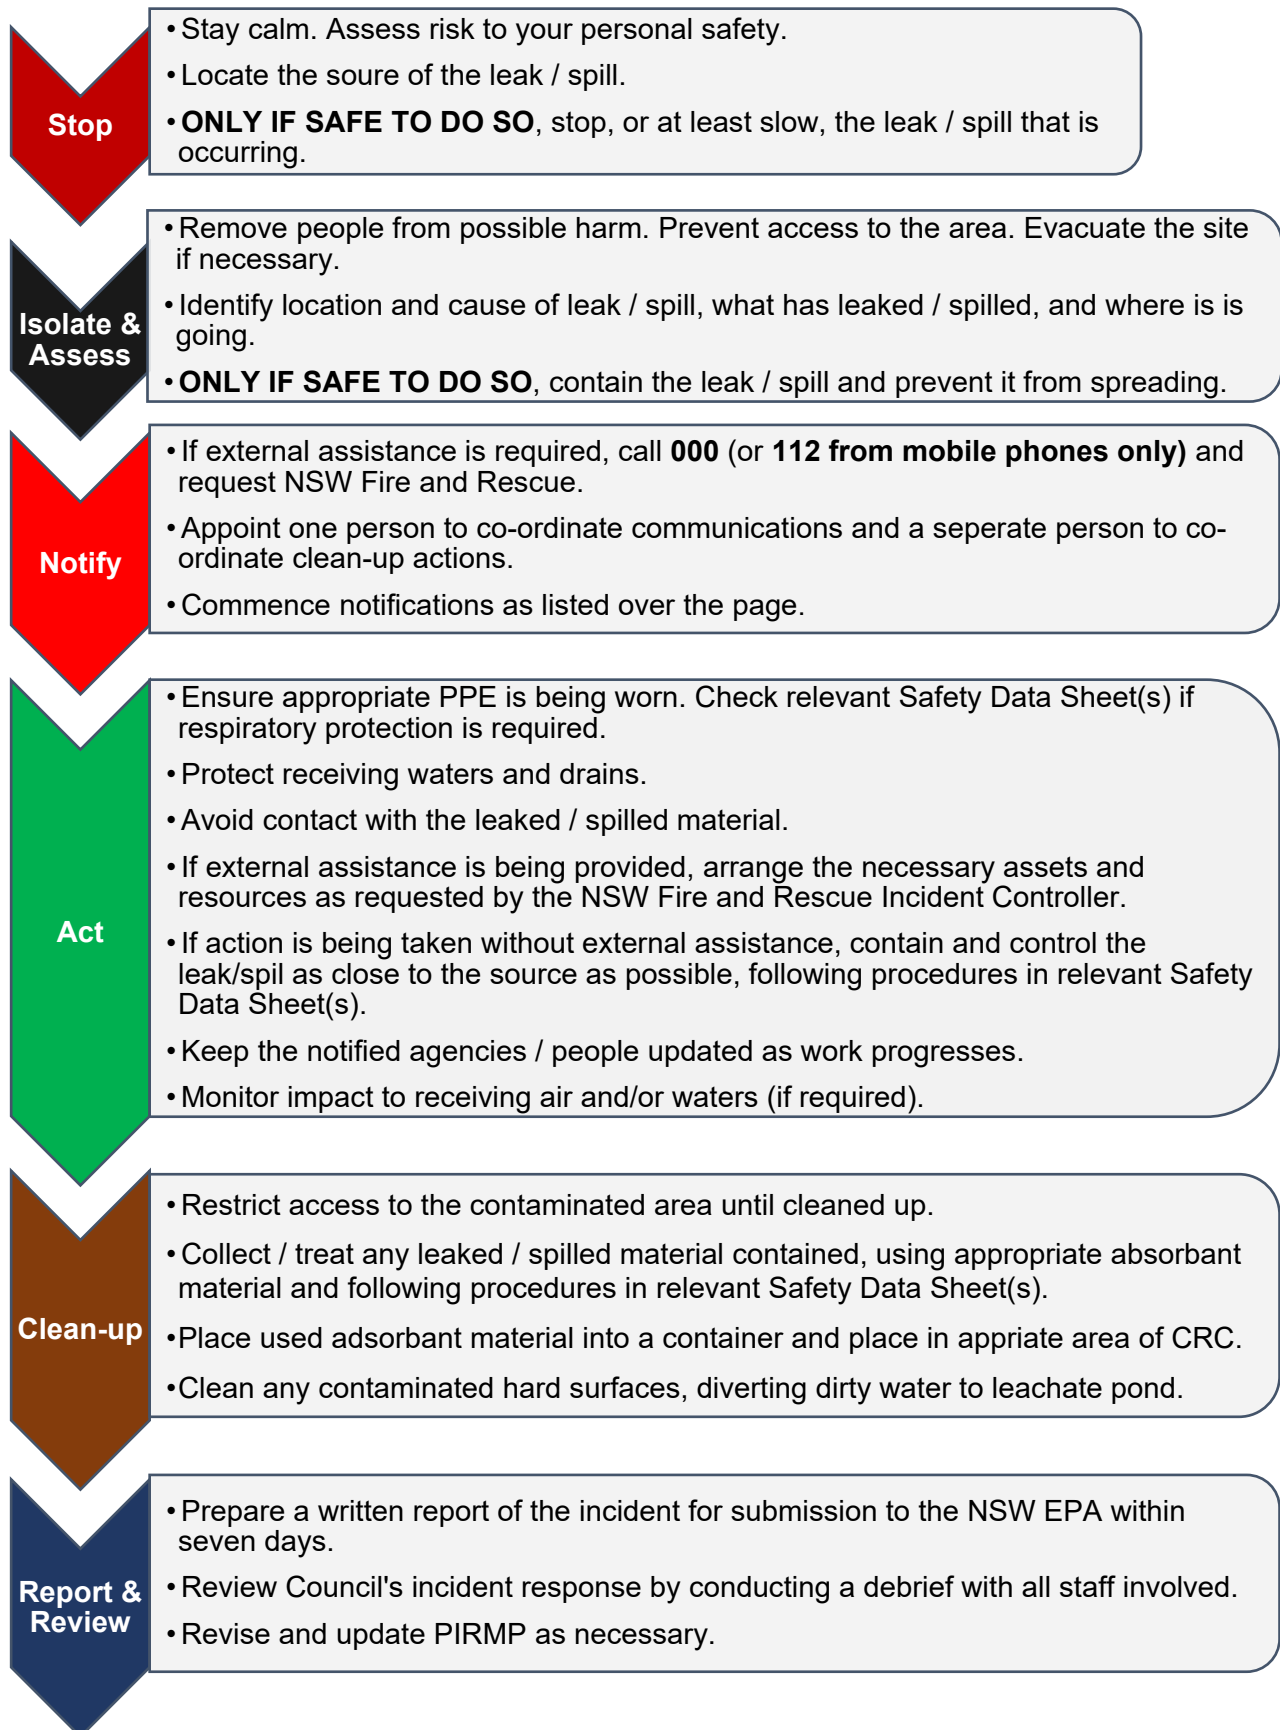 Stop
• Stay calm. Assess risk to your personal safety.
• Locate the soure of the leak / spill.
• ONLY IF SAFE TO DO SO, stop, or at least slow, the leak / spill that is
occurring.
Isolate &
Assess
• Remove people from possible harm. Prevent access to the area. Evacuate the site
if necessary.
• Identify location and cause of leak / spill, what has leaked / spilled, and where is is
going.
• ONLY IF SAFE TO DO SO, contain the leak / spill and prevent it from spreading.
Notify
• If external assistance is required, call 000 (or 112 from mobile phones only) and
request NSW Fire and Rescue.
• Appoint one person to co-ordinate communications and a seperate person to co-
ordinate clean-up actions.
• Commence notifications as listed over the page.
Act
• Ensure appropriate PPE is being worn. Check relevant Safety Data Sheet(s) if
respiratory protection is required.
• Protect receiving waters and drains.
• Avoid contact with the leaked / spilled material.
• If external assistance is being provided, arrange the necessary assets and
resources as requested by the NSW Fire and Rescue Incident Controller.
• If action is being taken without external assistance, contain and control the
leak/spil as close to the source as possible, following procedures in relevant Safety
Data Sheet(s).
• Keep the notified agencies / people updated as work progresses.
• Monitor impact to receiving air and/or waters (if required).
Clean-up
• Restrict access to the contaminated area until cleaned up.
• Collect / treat any leaked / spilled material contained, using appropriate absorbant
material and following procedures in relevant Safety Data Sheet(s).
• Place used adsorbant material into a container and place in appriate area of CRC.
• Clean any contaminated hard surfaces, diverting dirty water to leachate pond.
Report &
Review
• Prepare a written report of the incident for submission to the NSW EPA within
seven days.
• Review Council's incident response by conducting a debrief with all staff involved.
• Revise and update PIRMP as necessary.